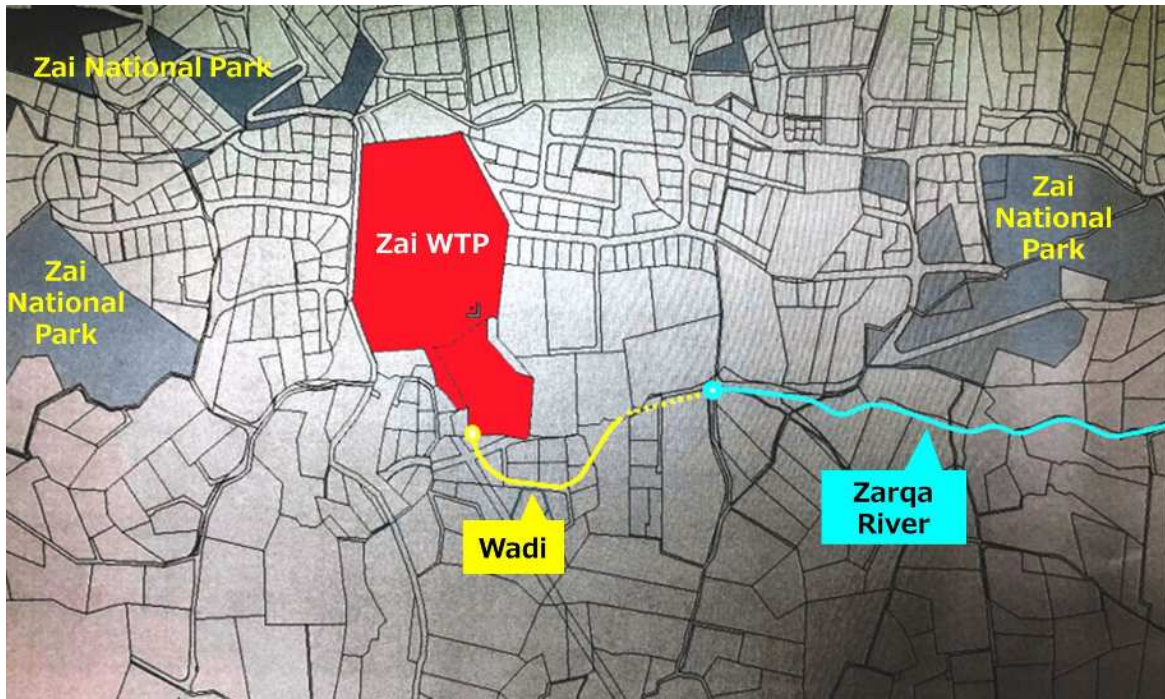 Zai National Park
Zai WTP
Zai
National
Park
Zai
National
Park
Wadi
Zarqa
River